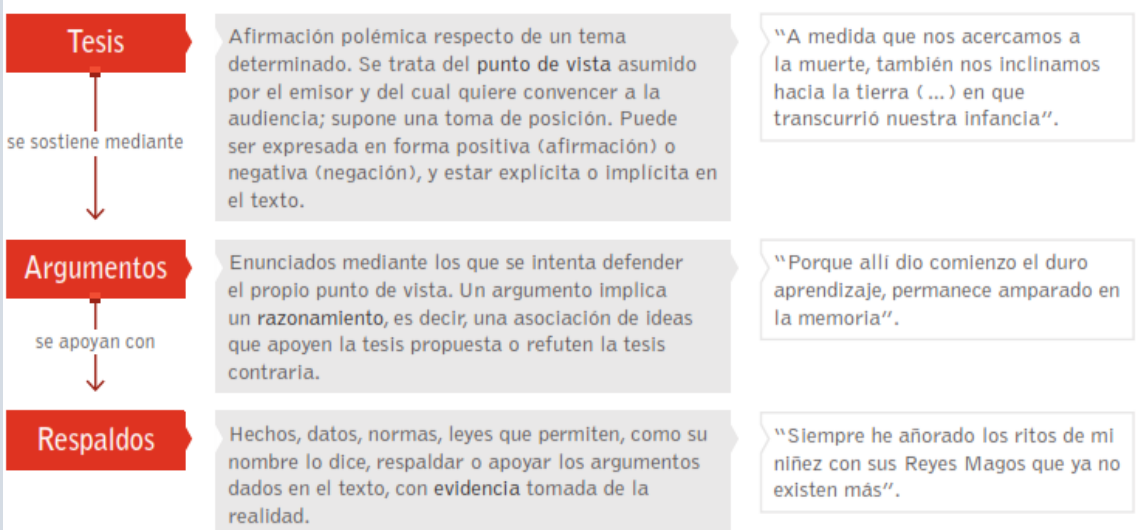 Tesis
Afirmación polémica respecto de un tema
determinado. Se trata del punto de vista asumido
por el emisor y del cual quiere convencer a la
audiencia; supone una toma de posición. Puede
ser expresada en forma positiva (afirmación) o
negativa (negación), y estar explícita o implícita en
el texto.
“A medida que nos acercamos a
la muerte, también nos inclinamos
hacia la tierra (...) en que
transcurrió nuestra infancia”.
se sostiene mediante
Argumentos
Enunciados mediante los que se intenta defender
el propio punto de vista. Un argumento implica
un razonamiento, es decir, una asociación de ideas
que apoyen la tesis propuesta o refuten la tesis
contraria.
“Porque allí dio comienzo el duro
aprendizaje, permanece amparado en
la memoria”.
se apoyan con
Respaldos
Hechos, datos, normas, leyes que permiten, como su
nombre lo dice, respaldar o apoyar los argumentos
dados en el texto, con evidencia tomada de la
realidad.
“Siempre he añorado los ritos de mi
niñez con sus Reyes Magos que ya no
existen más”.